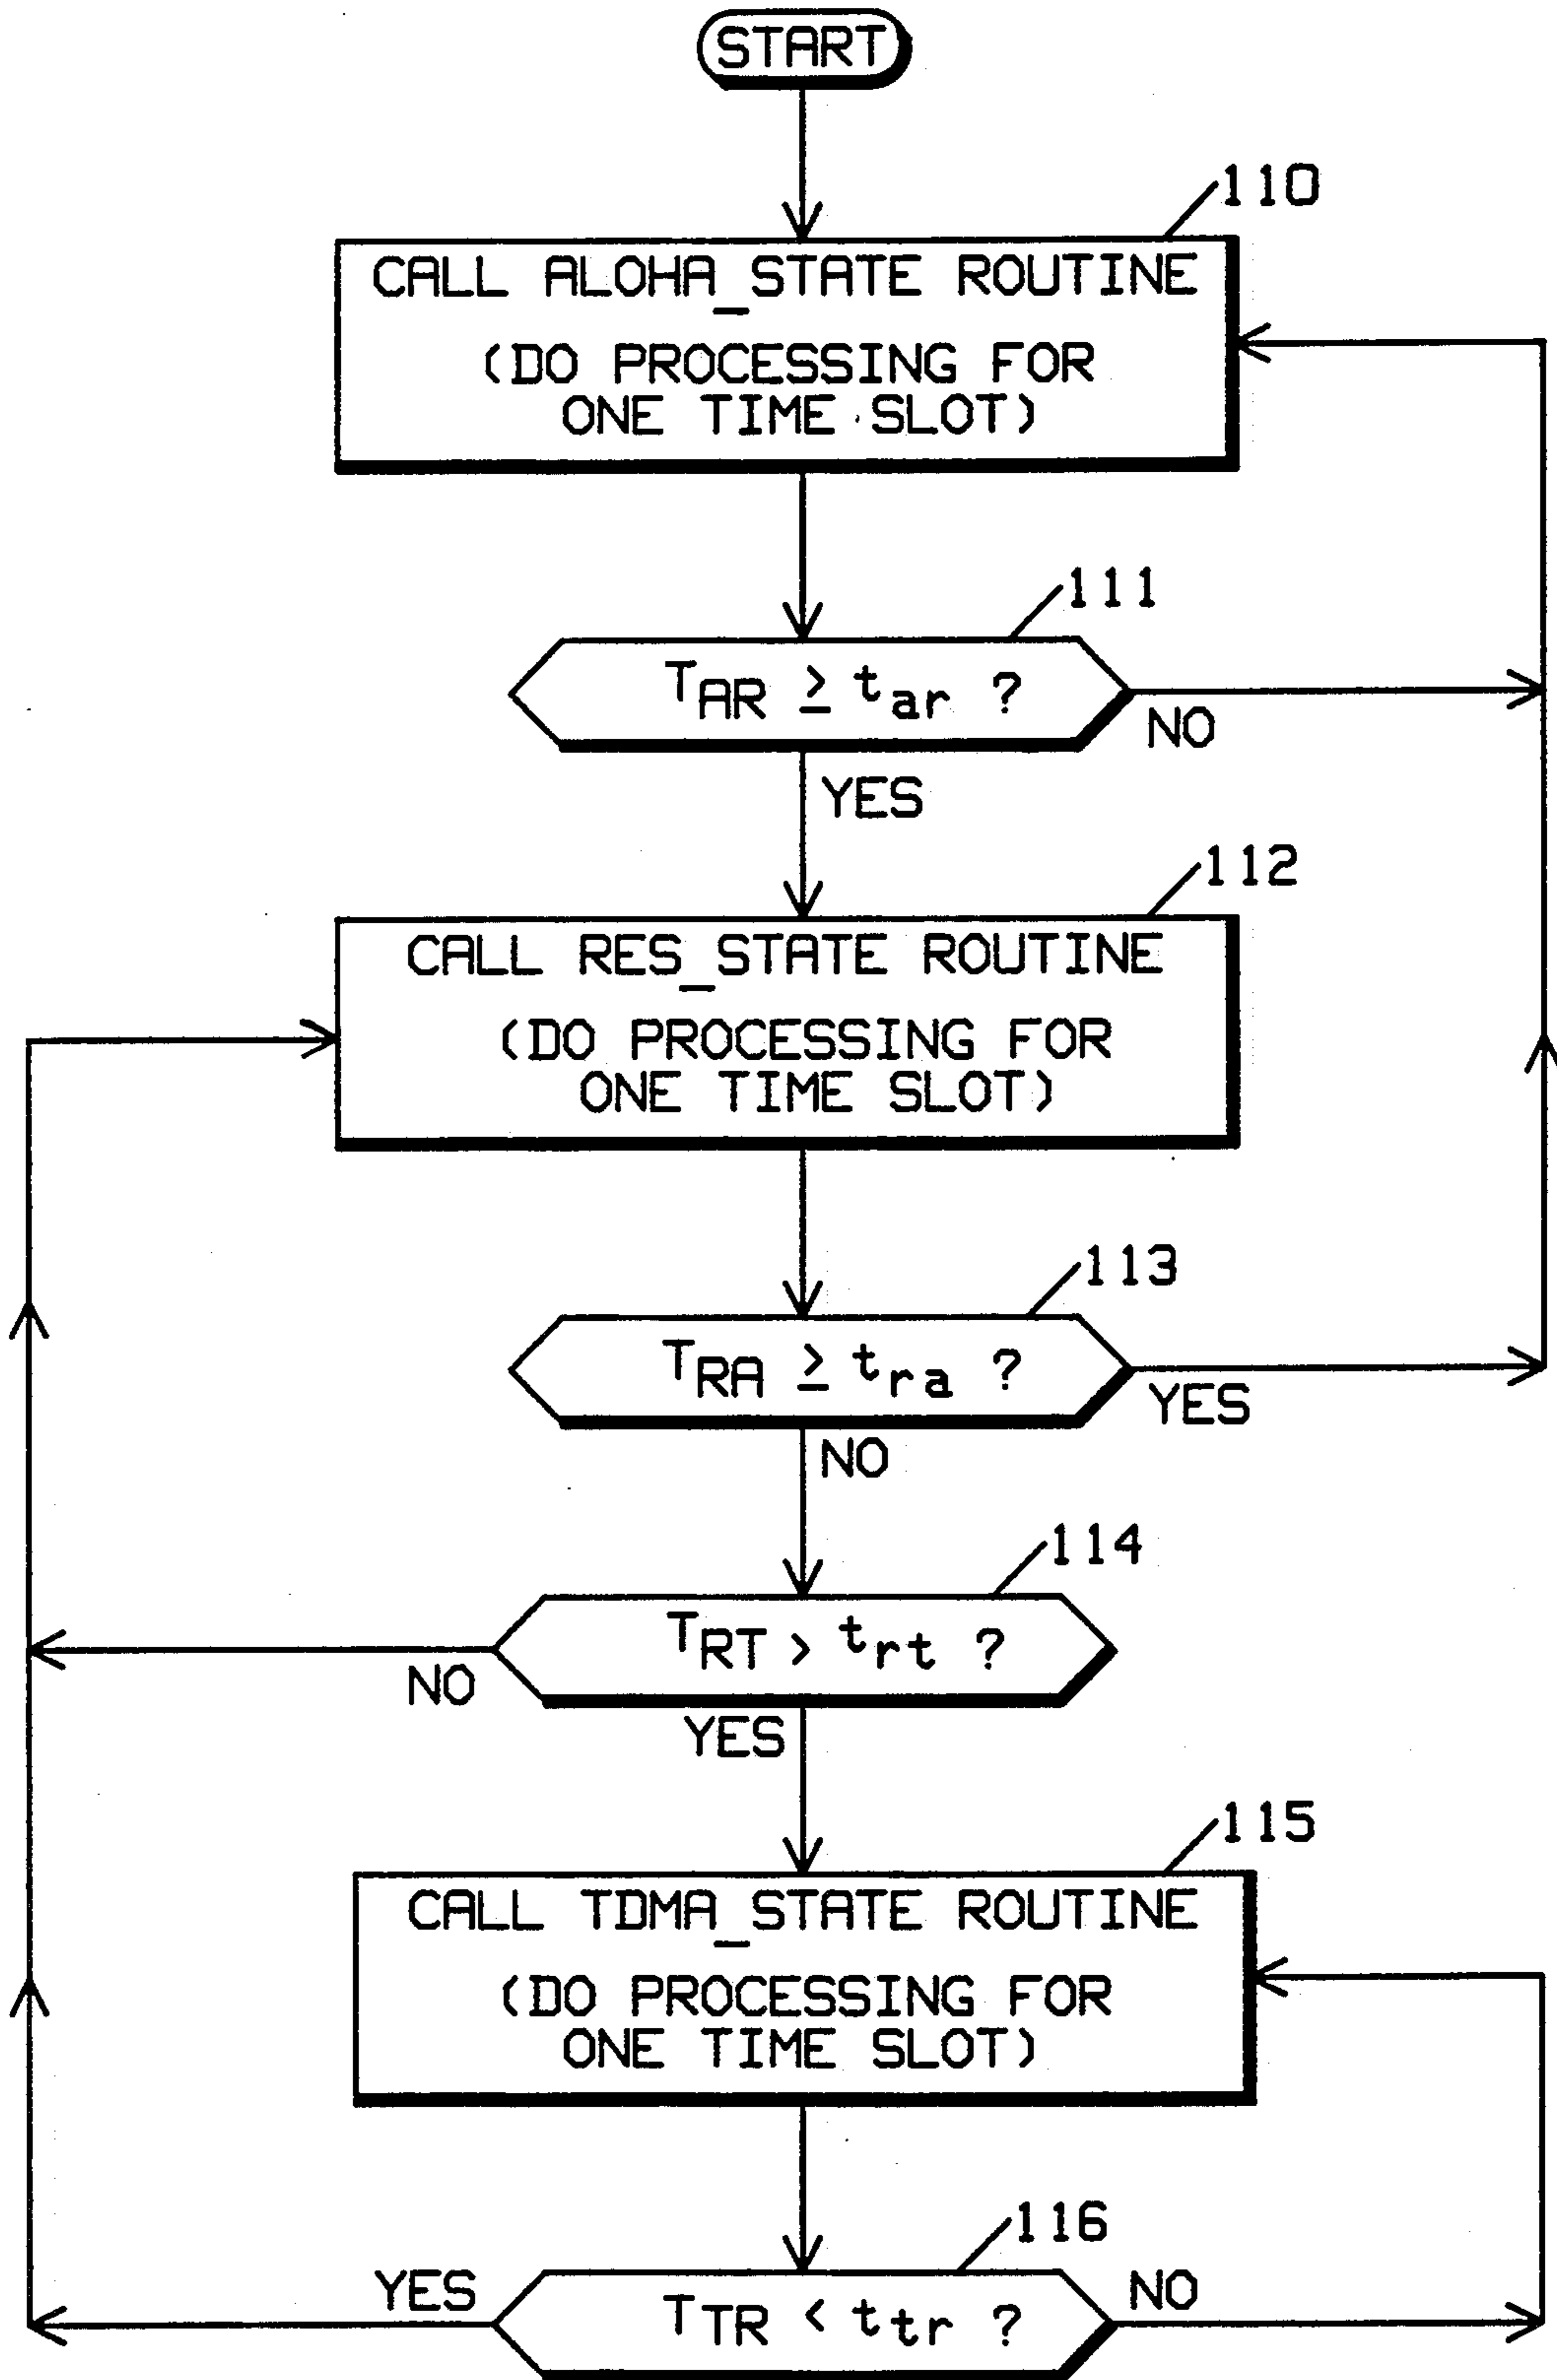 START
110
CALL ALOHA_STATE ROUTINE
(DO PROCESSING FOR
ONE TIME SLOT)
111
TAR ≥ tar ?
NO
YES
112
CALL RES_STATE ROUTINE
(DO PROCESSING FOR
ONE TIME SLOT)
113
TRA ≥ tra ?
YES
NO
114
TRT > trt ?
NO
YES
115
CALL TDMA_STATE ROUTINE
(DO PROCESSING FOR
ONE TIME SLOT)
116
YES
TTR < ttr ?
NO